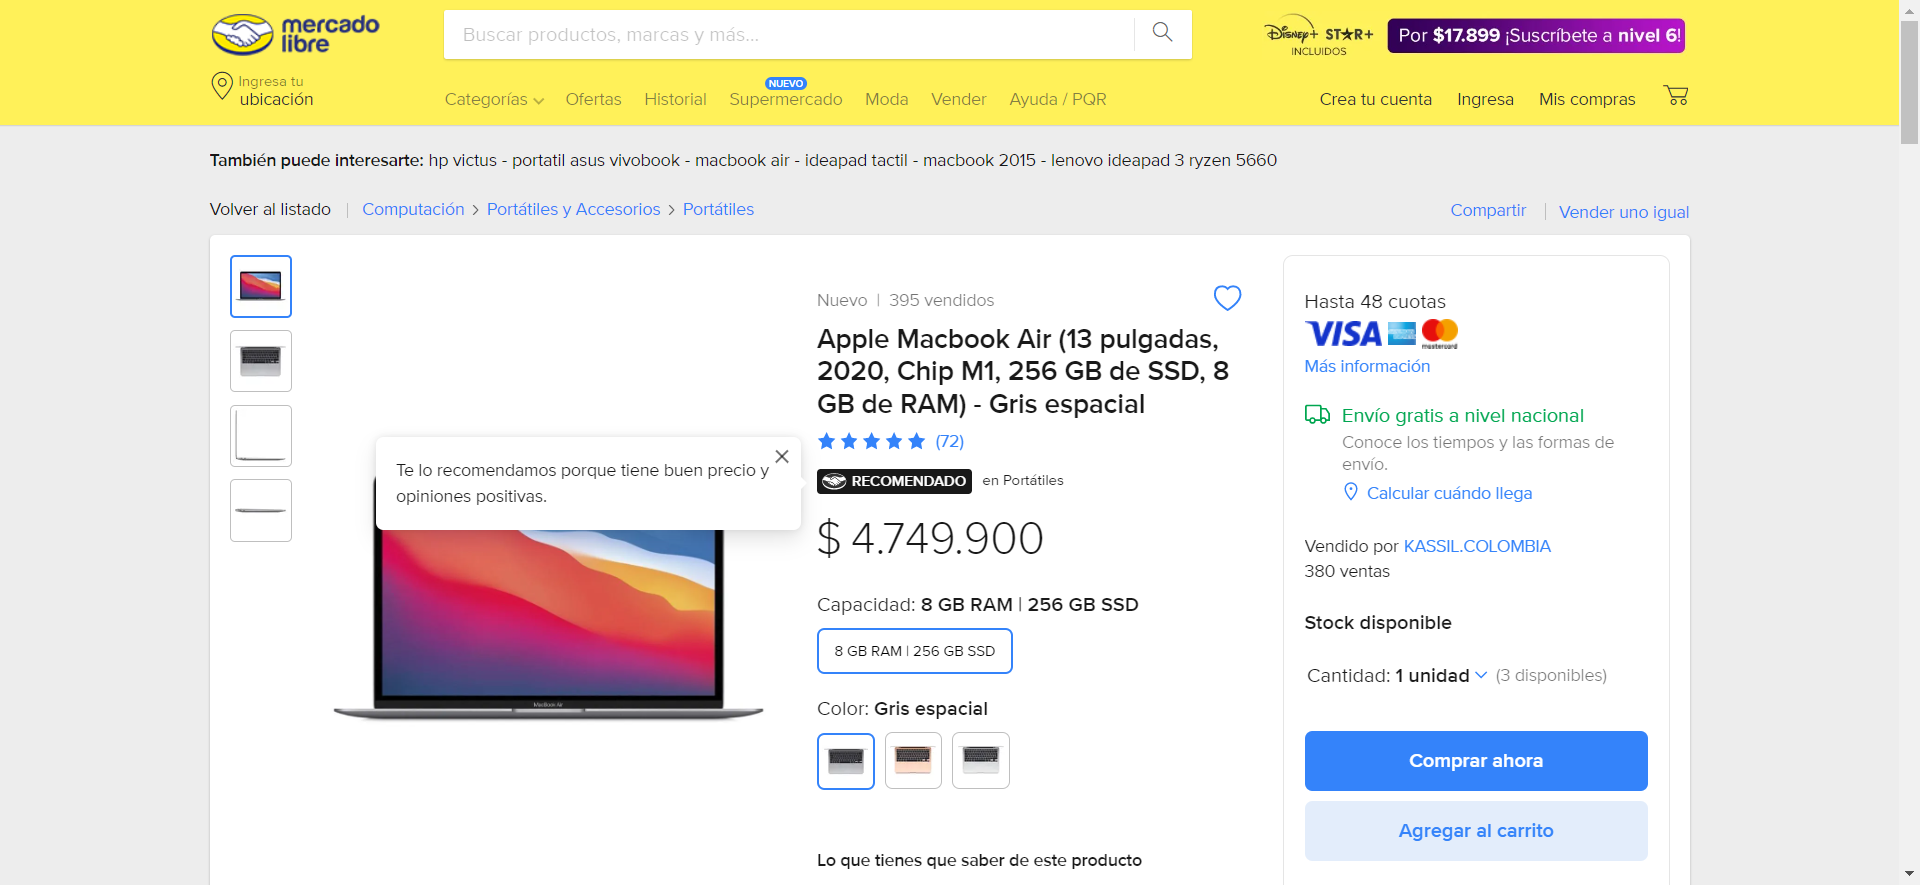 mercado
libre
Buscar productos, marcas y más...
Disney+ STAR+
INCLUIDOS
Por $17.899 ¡Suscríbete a nivel 6!
Ingresa tu
ubicación
Categorías
Ofertas
Historial
NUEVO
Supermercado
Moda
Vender
Ayuda / PQR
Crea tu cuenta
Ingresa
Mis compras
También puede interesarte: hp victus - portatil asus vivobook - macbook air - ideapad tactil - macbook 2015 - lenovo ideapad 3 ryzen 5660
Volver al listado | Computación > Portátiles y Accesorios > Portátiles
Compartir | Vender uno igual
Te lo recomendamos porque tiene buen precio y
opiniones positivas.
MacBook Air
Nuevo | 395 vendidos
Apple Macbook Air (13 pulgadas,
2020, Chip M1, 256 GB de SSD, 8
GB de RAM) - Gris espacial
(72)
RECOMENDADO en Portátiles
$ 4.749.900
Capacidad: 8 GB RAM | 256 GB SSD
8 GB RAM | 256 GB SSD
Color: Gris espacial
Lo que tienes que saber de este producto
Hasta 48 cuotas
VISA
mastercard
Más información
Envío gratis a nivel nacional
Conoce los tiempos y las formas de
envío.
Calcular cuándo llega
Vendido por KASSIL.COLOMBIA
380 ventas
Stock disponible
Cantidad: 1 unidad (3 disponibles)
Comprar ahora
Agregar al carrito